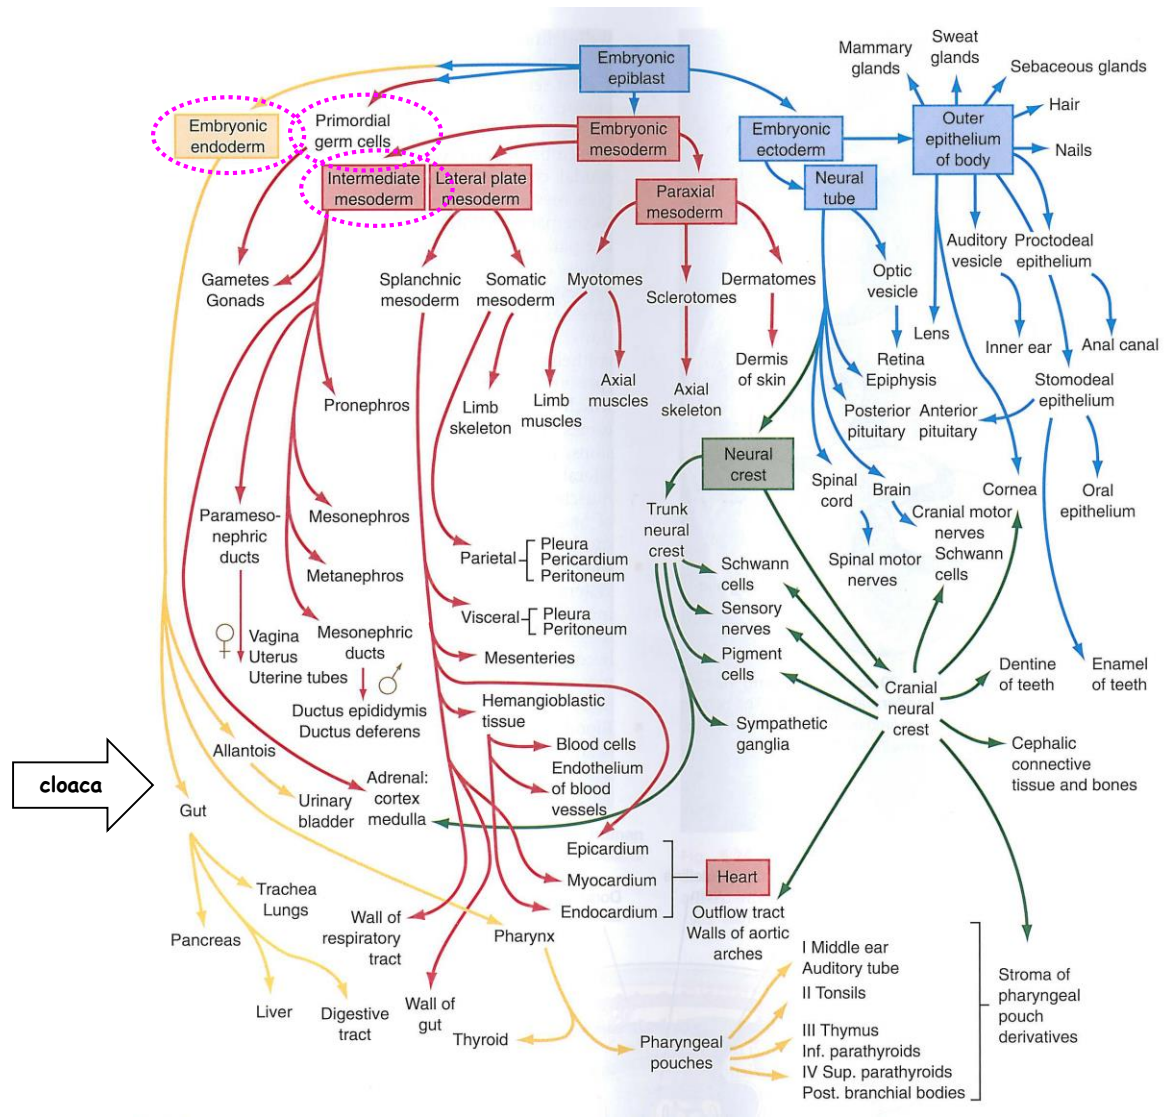 Embryonic
epiblast
Mammary
glands
Sweat
glands
Sebaceous glands
Hair
Nails
Outer
epithelium
of body
Embryonic
endoderm
Primordial
germ cells
Embryonic
mesoderm
Embryonic
ectoderm
Intermediate
mesoderm
Lateral plate
mesoderm
Paraxial
mesoderm
Neural
tube
Gametes
Gonads
Splanchnic
mesoderm
Somatic
mesoderm
Myotomes
Sclerotomes
Dermatomes
Optic
vesicle
Auditory
vesicle
Proctodeal
epithelium
Lens
Inner ear
Anal canal
Pronephros
Limb
skeleton
Limb
muscles
Axial
muscles
Axial
skeleton
Dermis
of skin
Retina
Epiphysis
Posterior
pituitary
Anterior
pituitary
Stomodeal
epithelium
Neural
crest
Spinal
cord
Brain
Cornea
Oral
epithelium
Cranial motor
nerves
Schwann
cells
Spinal motor
nerves
Parameso-
nephric
ducts
Mesonephros
Metanephros
Trunk
neural
crest
Parietal
Pleura
Pericardium
Peritoneum
Schwann
cells
Visceral
Pleura
Peritoneum
Sensory
nerves
♀
Vagina
Uterus
Uterine tubes
Mesonephric
ducts
♂
Ductus epididymis
Ductus deferens
Mesenteries
Pigment
cells
Cranial
neural
crest
Dentine
of teeth
Enamel
of teeth
Hemangioblastic
tissue
Sympathetic
ganglia
Cephalic
connective
tissue and bones
Allantois
Blood cells
Endothelium
of blood
vessels
cloaca
Gut
Urinary
bladder
Adrenal:
cortex
medulla
Epicardium
Myocardium
Endocardium
Heart
Trachea
Lungs
Pancreas
Wall of
respiratory
tract
Pharynx
Outflow tract
Walls of aortic
arches
Liver
Digestive
tract
Wall of
gut
Thyroid
Pharyngeal
pouches
I Middle ear
Auditory tube
II Tonsils
III Thymus
Inf. parathyroids
IV Sup. parathyroids
Post. branchial bodies
Stroma of
pharyngeal
pouch
derivatives